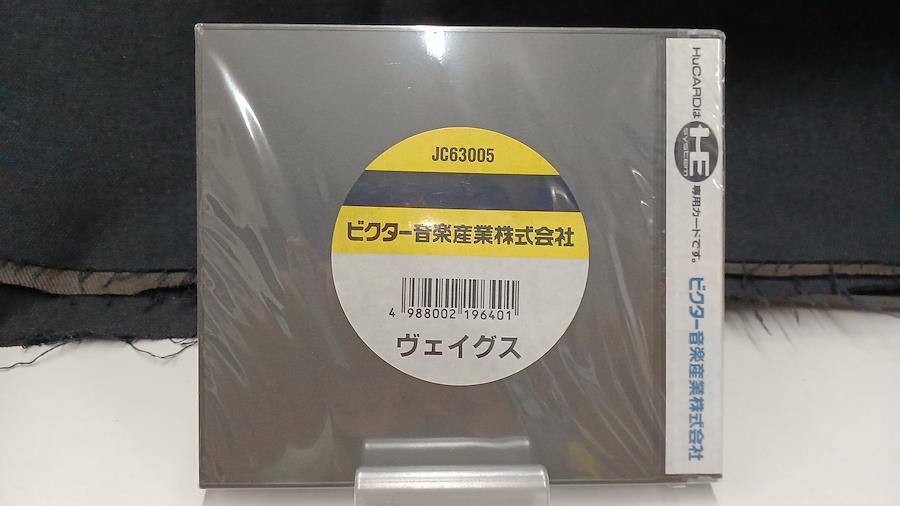 JC63005
ビクター音楽産業株式会社
4 988002 196401
ヴェイグス
HuCARDは HE system 専用カードです。 ビクター音楽産業株式会社